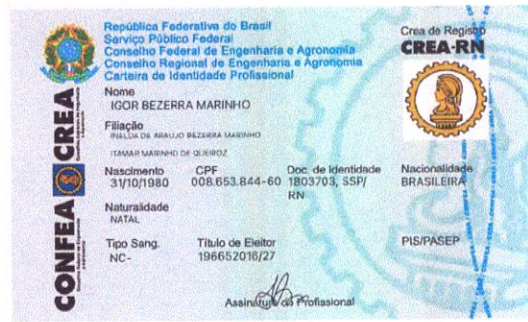 República Federativa do Brasil
Serviço Público Federal
Conselho Federal de Engenharia e Agronomia
Conselho Regional de Engenharia e Agronomia
Carteira de Identidade Profissional
Crea de Registro
CREA-RN
CONFEA CREA
Nome
IGOR BEZERRA MARINHO
Filiação
INALDA DE ARAUJO BEZERRA MARINHO
ITAMAR MARINHO DE QUEIROZ
Nascimento CPF Doc. de Identidade Nacionalidade
31/10/1980 008.653.844-60 1803703, SSP/ BRASILEIRA
RN
Naturalidade
NATAL
Tipo Sang. Título de Eleitor PIS/PASEP
NC- 196652016/27
Assinatura do Profissional